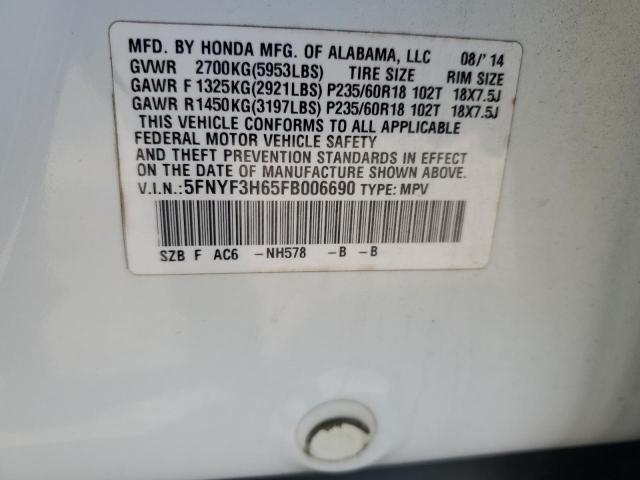 MFD. BY HONDA MFG. OF ALABAMA, LLC 08/'14
GVWR 2700KG(5953LBS) TIRE SIZE RIM SIZE
GAWR F 1325KG(2921LBS) P235/60R18 102T 18X7.5J
GAWR R 1450KG(3197LBS) P235/60R18 102T 18X7.5J
THIS VEHICLE CONFORMS TO ALL APPLICABLE
FEDERAL MOTOR VEHICLE SAFETY
AND THEFT PREVENTION STANDARDS IN EFFECT
ON THE DATE OF MANUFACTURE SHOWN ABOVE.
V.I.N.: 5FNYF3H65FB006690 TYPE: MPV
SZB F AC6 -NH578 -B -B